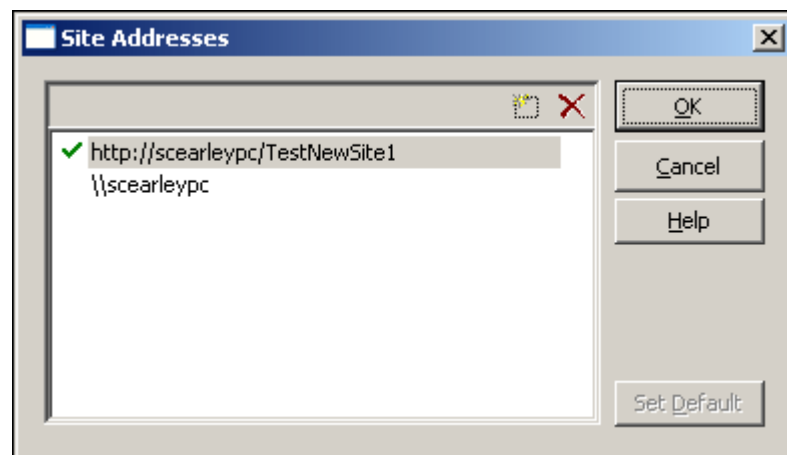 Site Addresses
http://scearleypc/TestNewSite1
\\scearleypc
OK
Cancel
Help
Set Default